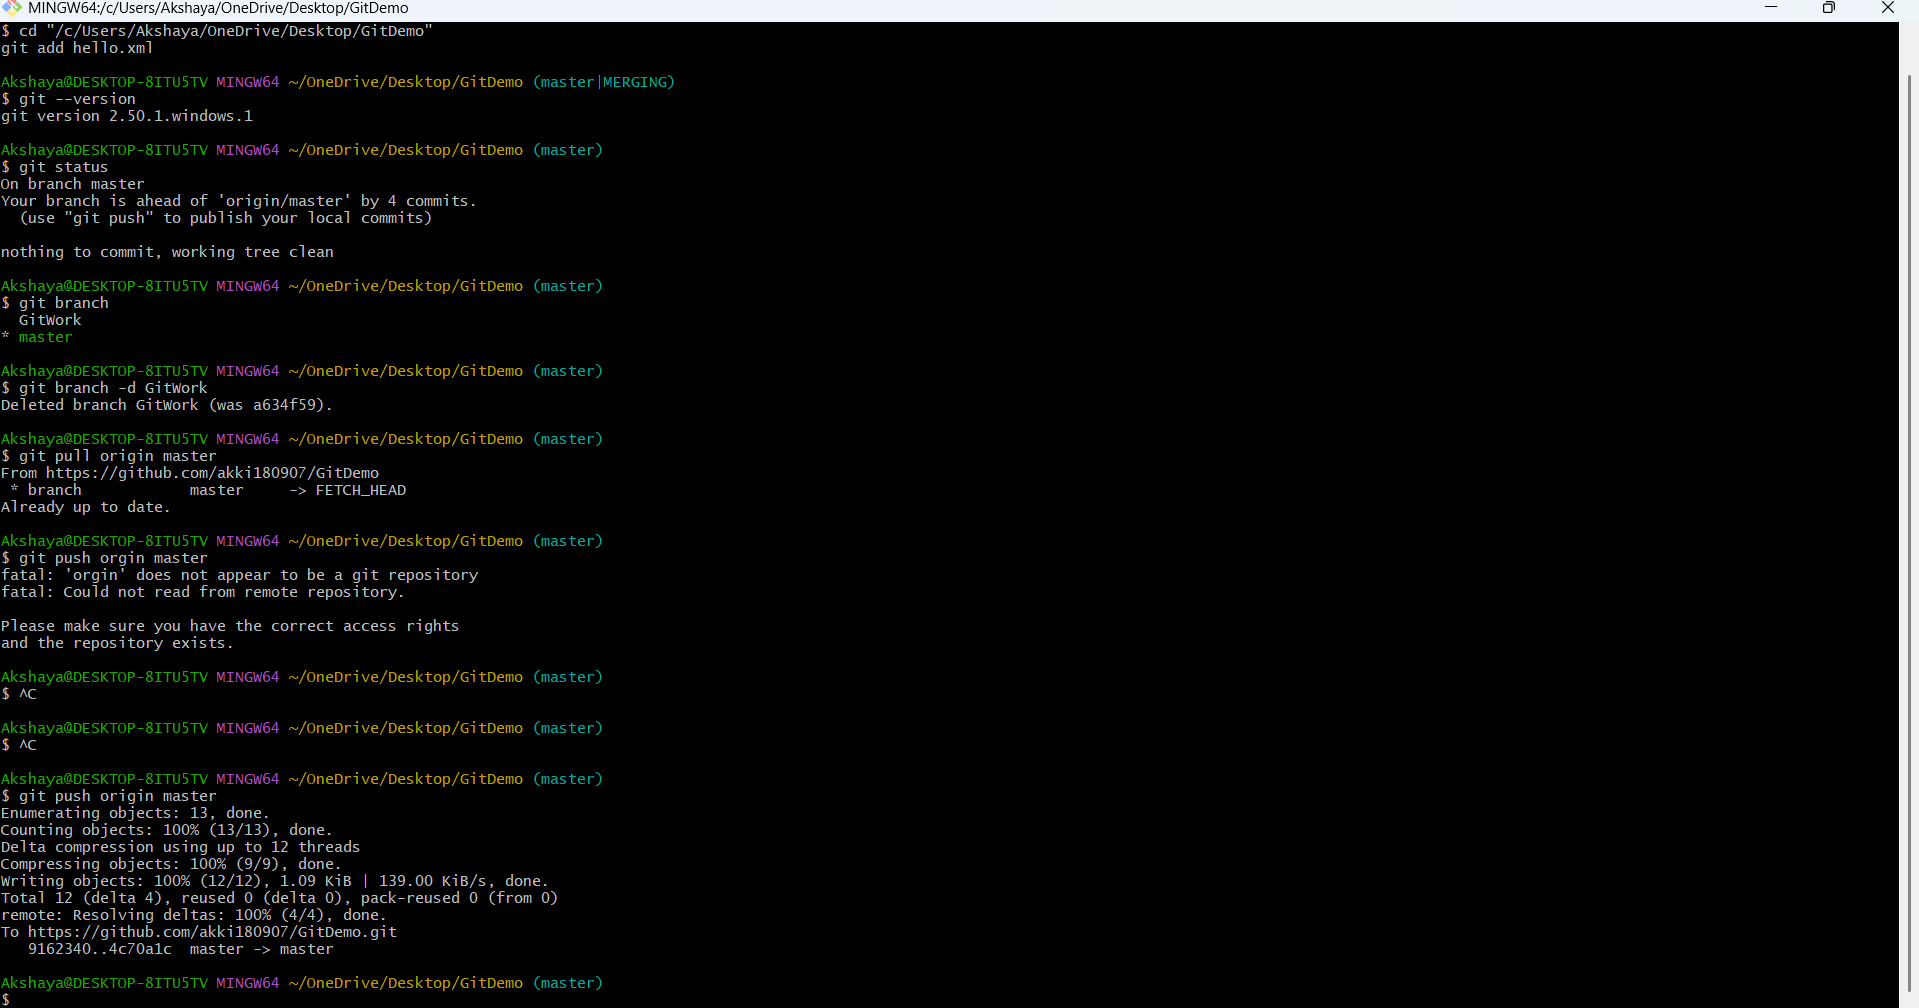 MINGW64:/c/Users/Akshaya/OneDrive/Desktop/GitDemo
$ cd "/c/Users/Akshaya/OneDrive/Desktop/GitDemo"
git add hello.xml

Akshaya@DESKTOP-8ITU5TV MINGW64 ~/OneDrive/Desktop/GitDemo (master|MERGING)
$ git --version
git version 2.50.1.windows.1

Akshaya@DESKTOP-8ITU5TV MINGW64 ~/OneDrive/Desktop/GitDemo (master)
$ git status
On branch master
Your branch is ahead of 'origin/master' by 4 commits.
  (use "git push" to publish your local commits)

nothing to commit, working tree clean

Akshaya@DESKTOP-8ITU5TV MINGW64 ~/OneDrive/Desktop/GitDemo (master)
$ git branch
  GitWork
* master

Akshaya@DESKTOP-8ITU5TV MINGW64 ~/OneDrive/Desktop/GitDemo (master)
$ git branch -d GitWork
Deleted branch GitWork (was a634f59).

Akshaya@DESKTOP-8ITU5TV MINGW64 ~/OneDrive/Desktop/GitDemo (master)
$ git pull origin master
From https://github.com/akki180907/GitDemo
 * branch            master     -> FETCH_HEAD
Already up to date.

Akshaya@DESKTOP-8ITU5TV MINGW64 ~/OneDrive/Desktop/GitDemo (master)
$ git push orgin master
fatal: 'orgin' does not appear to be a git repository
fatal: Could not read from remote repository.

Please make sure you have the correct access rights
and the repository exists.

Akshaya@DESKTOP-8ITU5TV MINGW64 ~/OneDrive/Desktop/GitDemo (master)
$ ^C

Akshaya@DESKTOP-8ITU5TV MINGW64 ~/OneDrive/Desktop/GitDemo (master)
$ ^C

Akshaya@DESKTOP-8ITU5TV MINGW64 ~/OneDrive/Desktop/GitDemo (master)
$ git push origin master
Enumerating objects: 13, done.
Counting objects: 100% (13/13), done.
Delta compression using up to 12 threads
Compressing objects: 100% (9/9), done.
Writing objects: 100% (12/12), 1.09 KiB | 139.00 KiB/s, done.
Total 12 (delta 4), reused 0 (delta 0), pack-reused 0 (from 0)
remote: Resolving deltas: 100% (4/4), done.
To https://github.com/akki180907/GitDemo.git
   9162340..4c70a1c  master -> master

Akshaya@DESKTOP-8ITU5TV MINGW64 ~/OneDrive/Desktop/GitDemo (master)
$